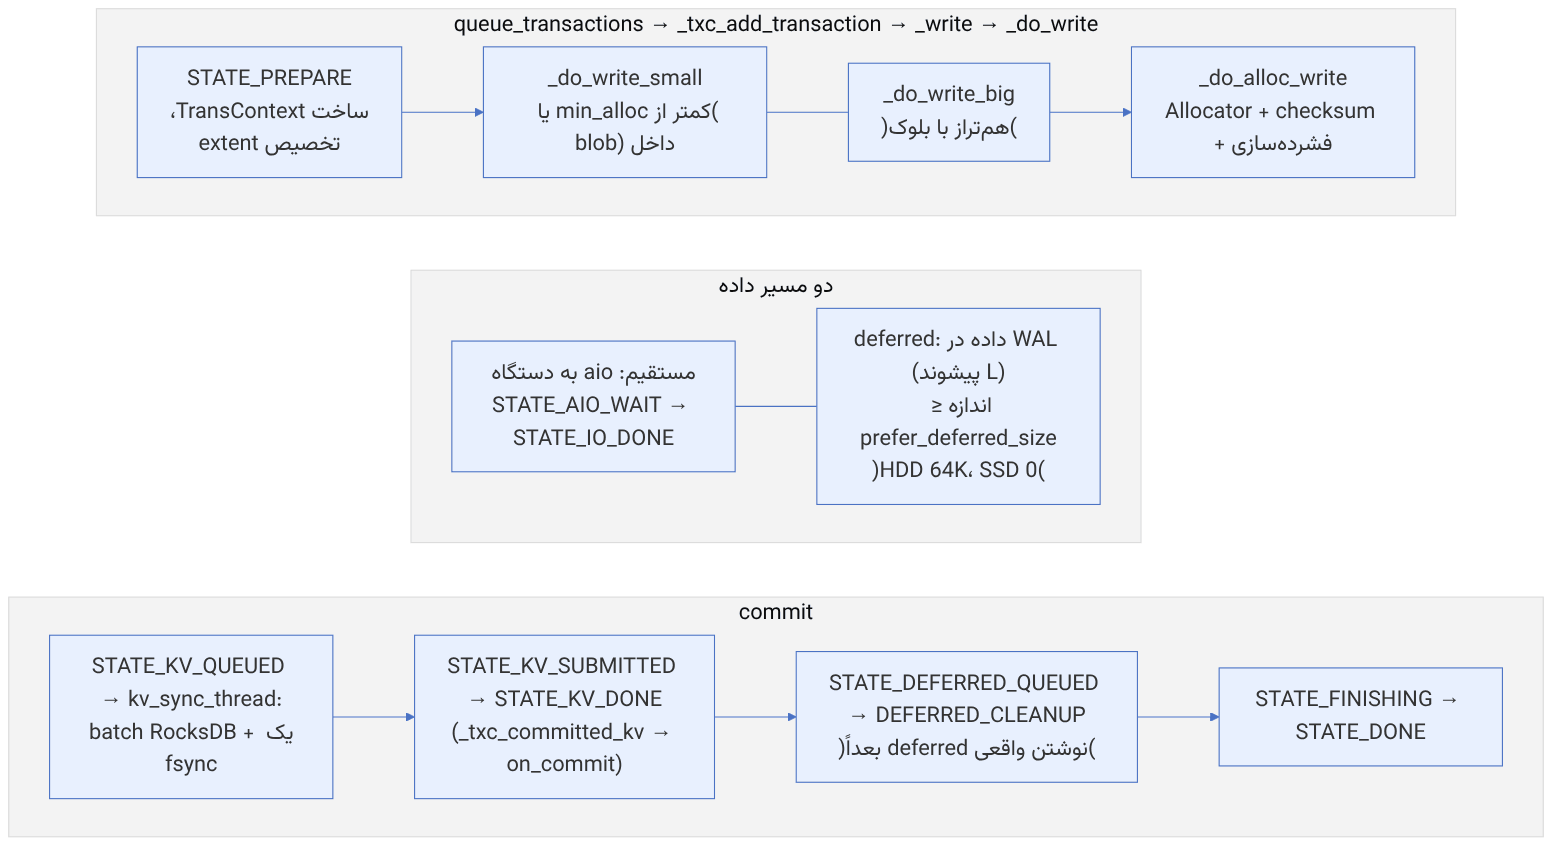 queue_transactions → _txc_add_transaction → _write → _do_write
STATE_PREPARE
ساخت TransContext،
تخصیص extent
_do_write_small
(کمتر از min_alloc یا
داخل blob)
_do_write_big
(هم‌تراز با بلوک)
_do_alloc_write
Allocator + checksum
+ فشرده‌سازی
دو مسیر داده
مستقیم: aio به دستگاه
STATE_AIO_WAIT →
STATE_IO_DONE
deferred: داده در WAL
(پیشوند L)
اندازه ≤
prefer_deferred_size
(HDD 64K، SSD 0)
commit
STATE_KV_QUEUED
→ kv_sync_thread:
batch RocksDB + یک
fsync
STATE_KV_SUBMITTED
→ STATE_KV_DONE
(_txc_committed_kv →
on_commit)
STATE_DEFERRED_QUEUED
→ DEFERRED_CLEANUP
(نوشتن واقعی deferred بعداً)
STATE_FINISHING →
STATE_DONE